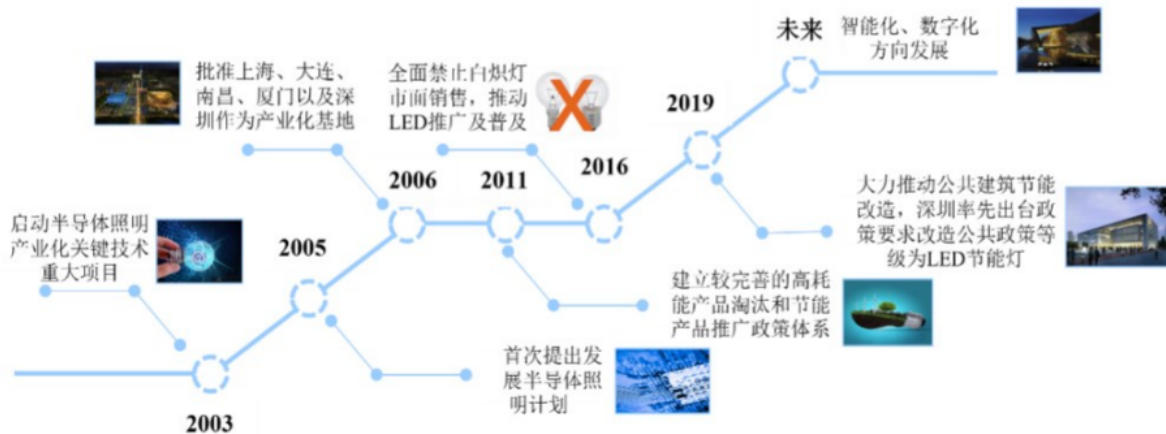 未来
智能化、数字化
方向发展
批准上海、大连、
南昌、厦门以及深
圳作为产业化基地
全面禁止白炽灯
市面销售，推动
LED推广及普及
2019
2006
2011
2016
大力推动公共建筑节能
改造，深圳率先出台政
策要求改造公共政策等
级为LED节能灯
启动半导体照明
产业化关键技术
重大项目
2005
建立较完善的高耗
能产品淘汰和节能
产品推广政策体系
首次提出发
展半导体照
明计划
2003